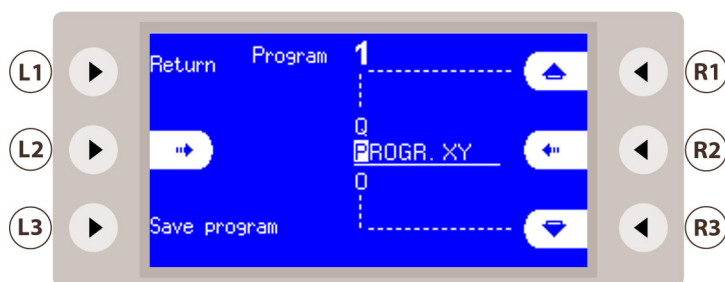 L1 Return Program 1 R1
Q
L2 PROGR. XY R2
O
L3 Save program R3